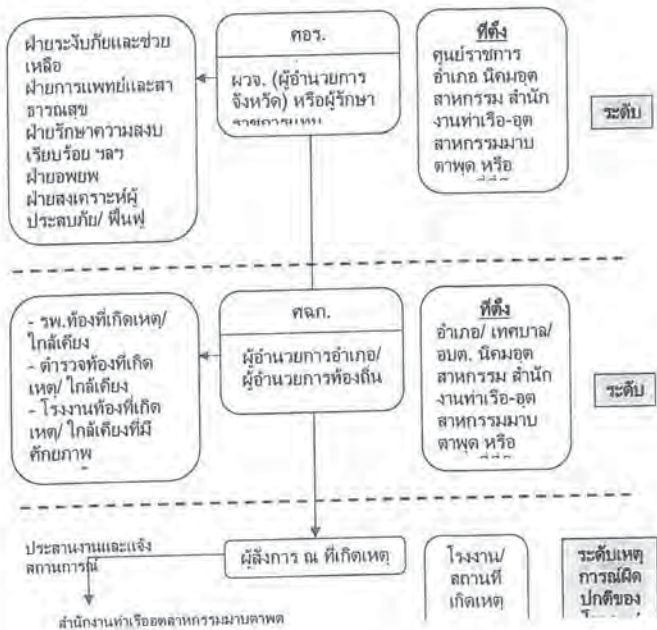 ฝ่ายระงับภัยและช่วย
เหลือ
ฝ่ายการแพทย์และสา
ธารณสุข
ฝ่ายรักษาความสงบ
เรียบร้อย ฯลฯ
ฝ่ายอพยพ
ฝ่ายสงเคราะห์ผู้
ประสบภัย/ ฟื้นฟู
ศอร.
ผวจ. (ผู้อำนวยการ
จังหวัด) หรือผู้รักษา
ราชการแทน
ที่ตั้ง
ศูนย์ราชการ
อำเภอ นิคมอุต
สาหกรรม สำนัก
งานท่าเรือ-อุต
สาหกรรมมาบ
ตาพุด หรือ
ระดับ
- รพ.ท้องที่เกิดเหตุ/
ใกล้เคียง
- ตำรวจท้องที่เกิด
เหตุ/ ใกล้เคียง
- โรงงานท้องที่เกิด
เหตุ/ ใกล้เคียงที่มี
ศักยภาพ
ศฉก.
ผู้อำนวยการอำเภอ/
ผู้อำนวยการท้องถิ่น
ที่ตั้ง
อำเภอ/ เทศบาล/
อบต. นิคมอุต
สาหกรรม สำนัก
งานท่าเรือ-อุต
สาหกรรมมาบ
ตาพุด หรือ
ระดับ
ประสานงานและแจ้ง
สถานการณ์
ผู้สั่งการ ณ ที่เกิดเหตุ
โรงงาน/
สถานที่
เกิดเหตุ
ระดับเหตุ
การณ์ผิด
ปกติของ
สำนักงานท่าเรืออุตสาหกรรมมาบตาพุด